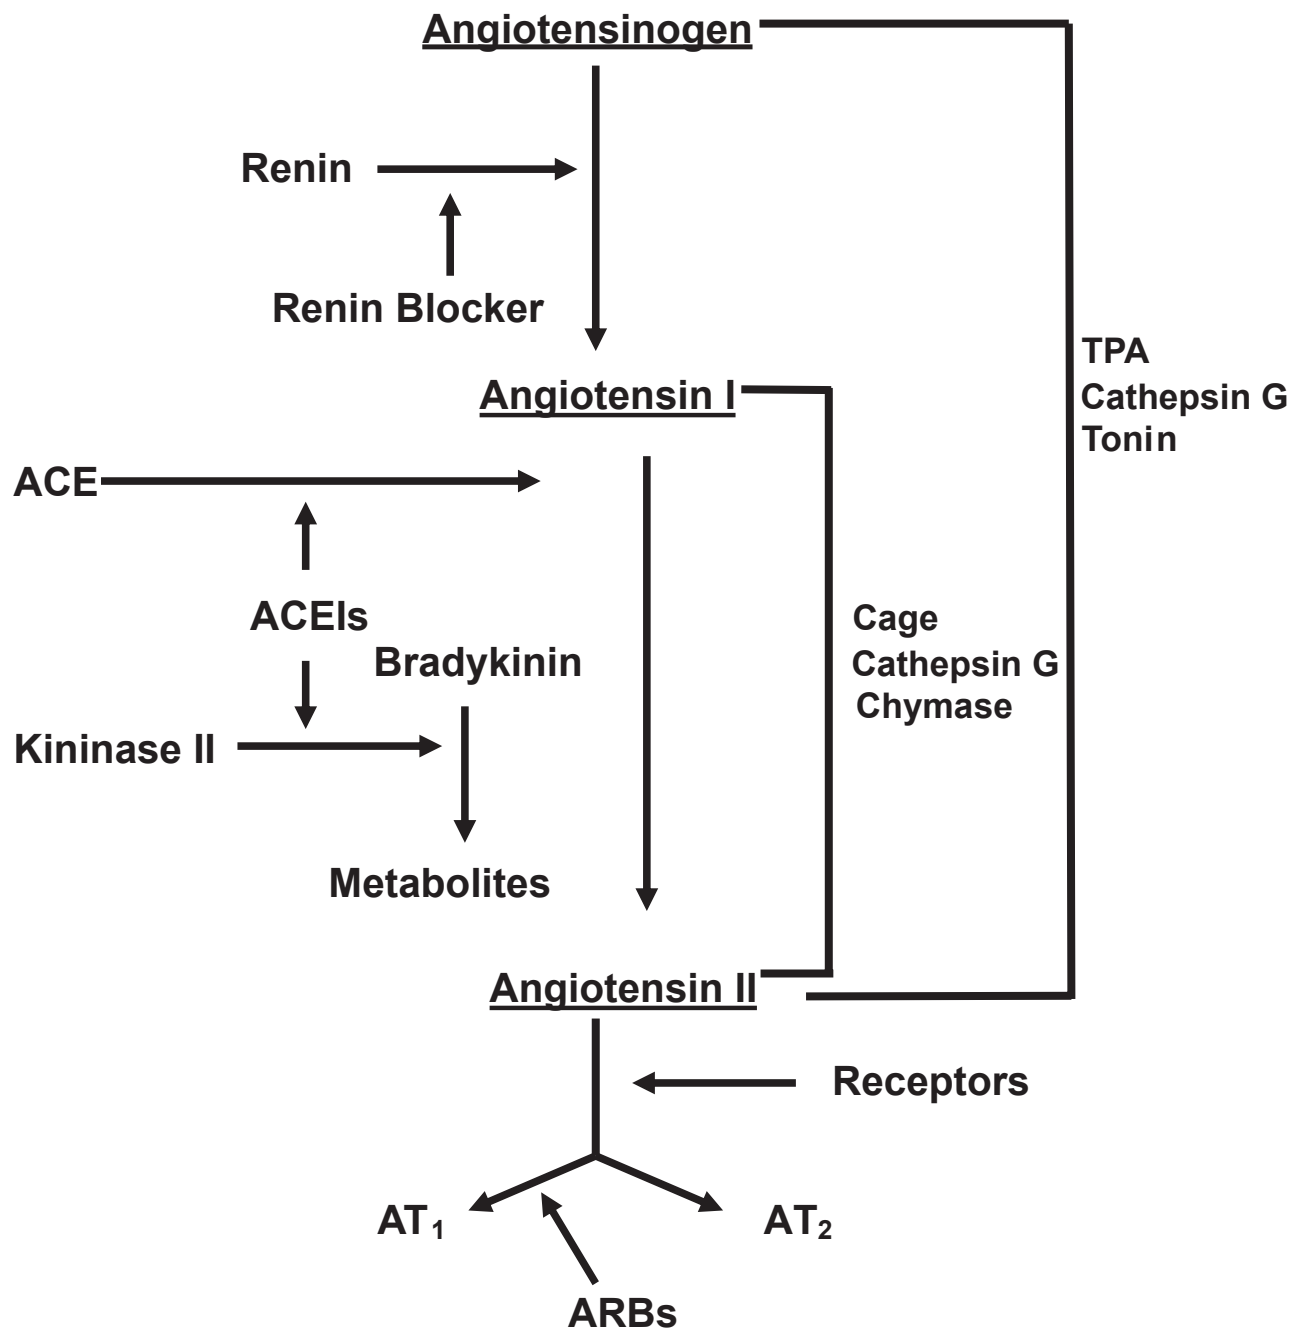 Angiotensinogen
Renin
Renin Blocker
TPA
Cathepsin G
Tonin
Angiotensin I
ACE
ACEIs
Bradykinin
Cage
Cathepsin G
Chymase
Kininase II
Metabolites
Angiotensin II
Receptors
AT₁
AT₂
ARBs